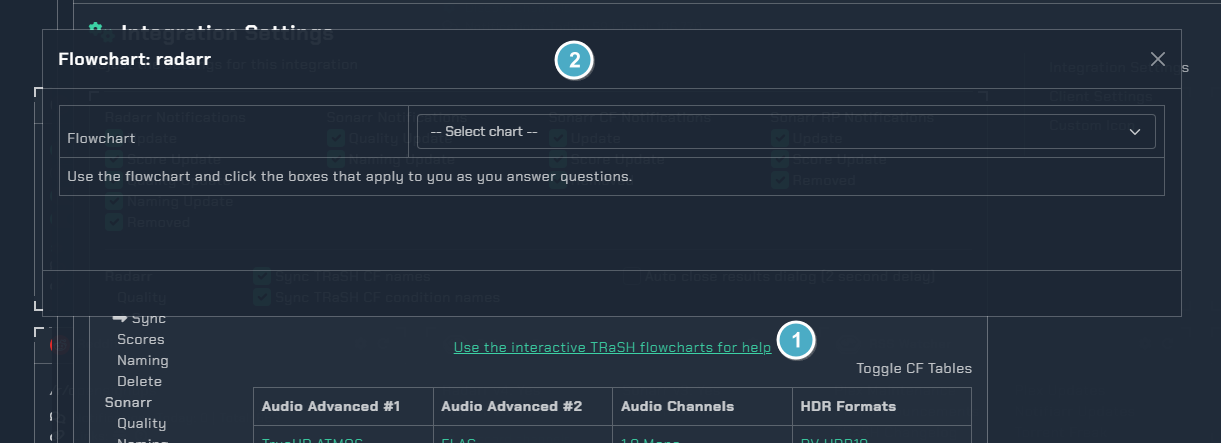 Integration Settings
Flowchart: radarr
2
for this integration
Integration Settings
Client Settings
Radarr Notifications
Sonarr Notifications
Sonarr CF Notifications
Flowchart
-- Select chart --
Update
Quality Update
Update
Update
Score Update
Naming Update
Score Update
Score Update
Use the flowchart and click the boxes that apply to you as you answer questions.
Removed
Naming Update
Removed
Radarr
Sync TRaSH CF names
Auto close results dialog (2 second delay)
Quality
Sync TRaSH CF condition names
Sync
Scores
Use the interactive TRaSH flowcharts for help
1
Naming
Toggle CF Tables
Delete
Sonarr
Audio Advanced #1
Audio Advanced #2
Audio Channels
HDR Formats
Quality
Naming
TrueHD ATMOS
FLAC
1.0 Mono
DV HDR10